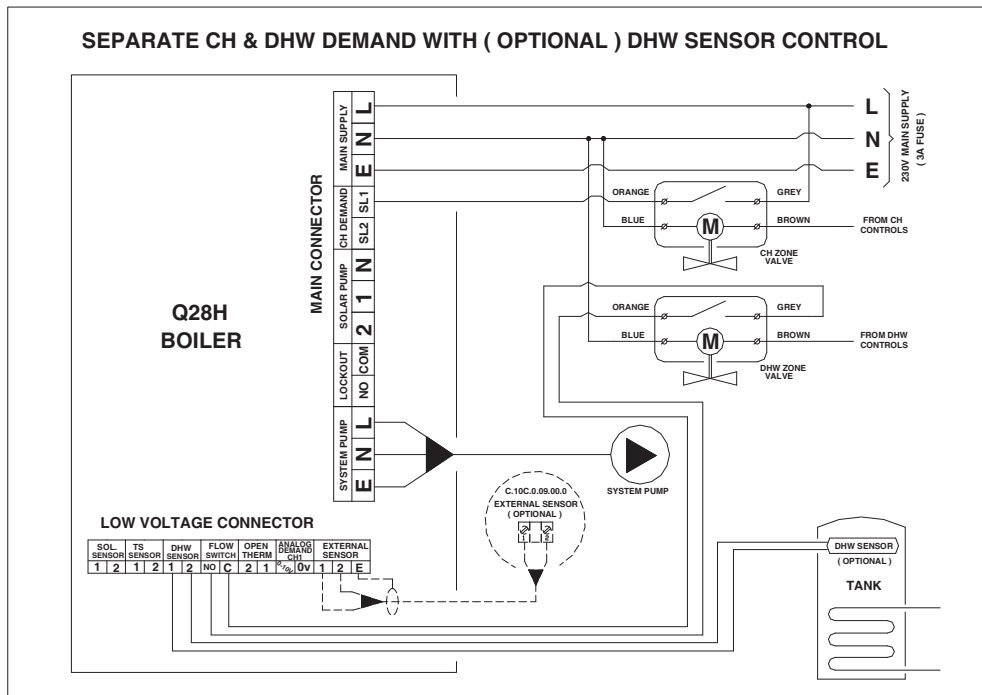 SEPARATE CH & DHW DEMAND WITH ( OPTIONAL ) DHW SENSOR CONTROL
Q28H
BOILER
MAIN CONNECTOR
MAIN SUPPLY
L
N
E
CH DEMAND
SL1
SL2
SOLAR PUMP
N
1
2
LOCKOUT
COM
NO
SYSTEM PUMP
L
N
E
L
N
E
230V MAIN SUPPLY
( 3A FUSE )
ORANGE
GREY
BLUE
M
BROWN
FROM CH
CONTROLS
CH ZONE
VALVE
ORANGE
GREY
BLUE
M
BROWN
FROM DHW
CONTROLS
DHW ZONE
VALVE
SYSTEM PUMP
C.10C.0.09.00.0
EXTERNAL SENSOR
( OPTIONAL )
1
2
LOW VOLTAGE CONNECTOR
SOL.
SENSOR
TS
SENSOR
DHW
SENSOR
FLOW
SWITCH
OPEN
THERM
ANALOG
DEMAND
CH1
EXTERNAL
SENSOR
1 2 1 2 1 2 NO C 2 1 0-10v 0v 1 2 E
DHW SENSOR
( OPTIONAL )
TANK